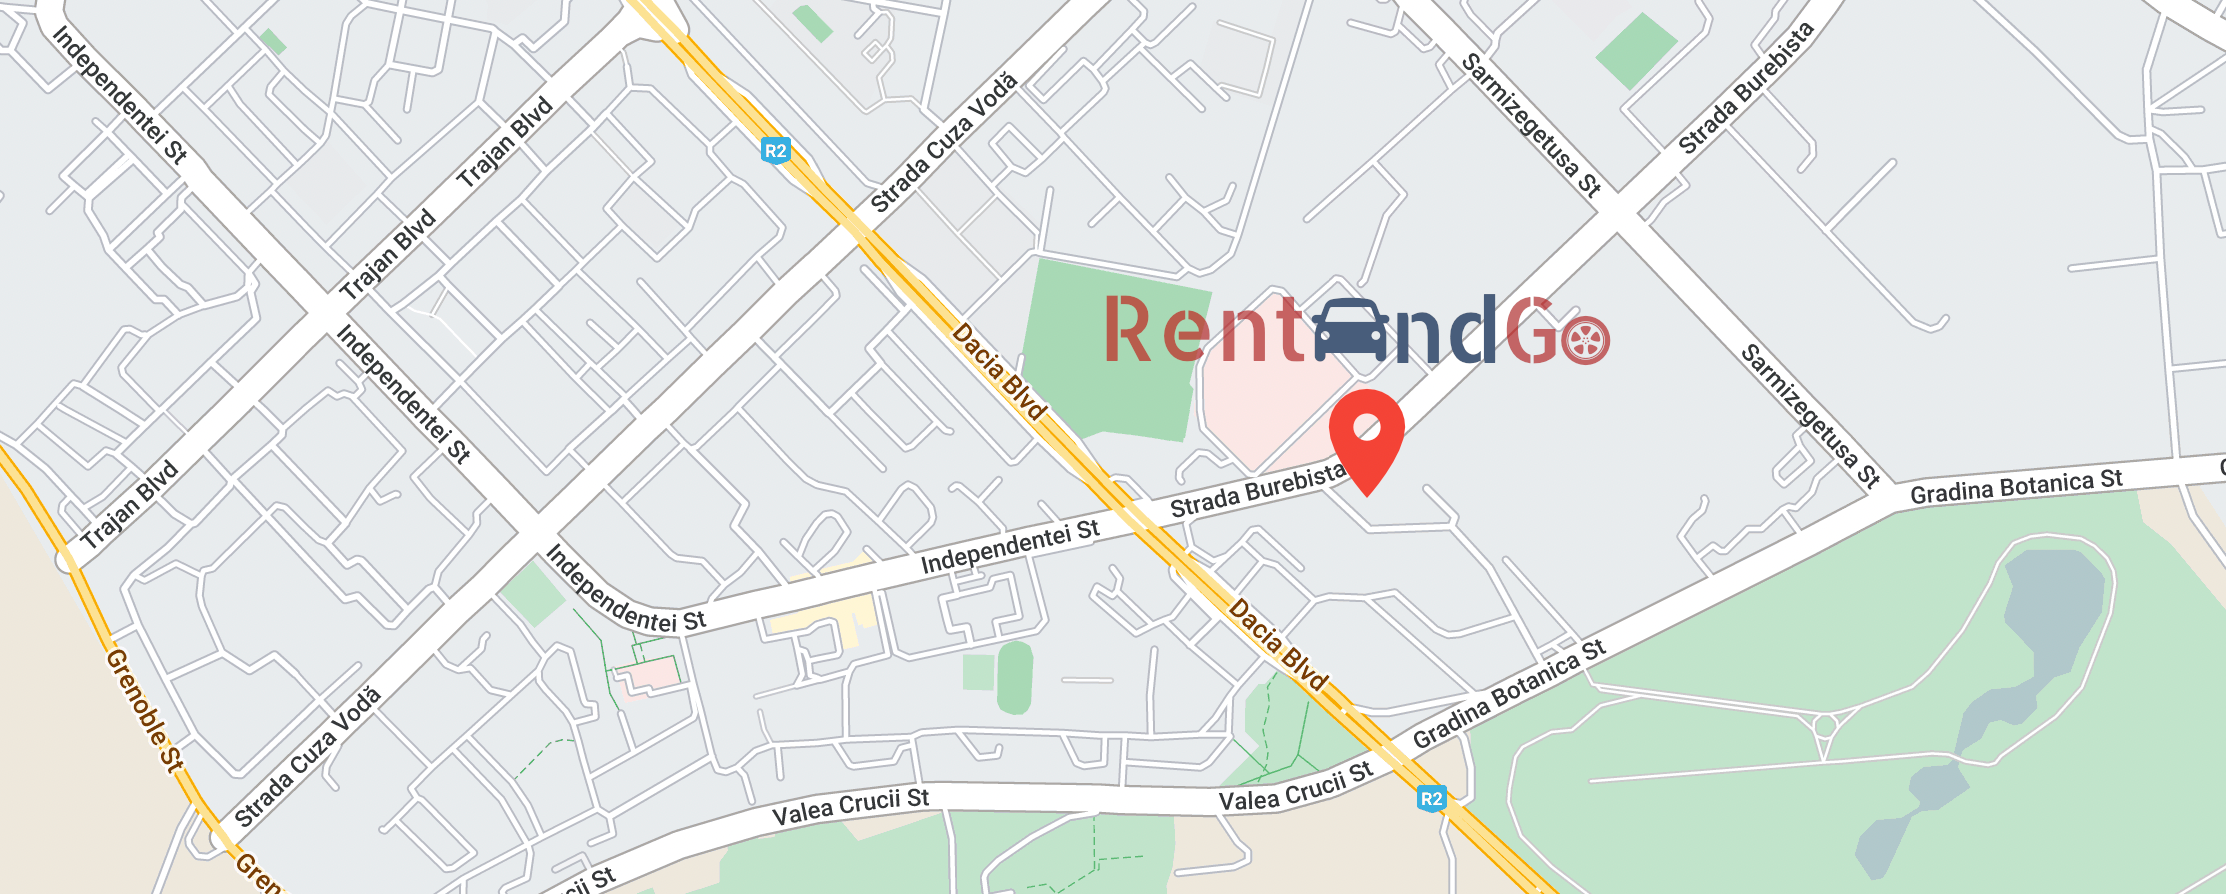 Independentei St
Trajan Blvd
R2
Strada Cuza Vodă
Sarmizegetusa St
Strada Burebista
Trajan Blvd
RentAndGo
Independentei St
Dacia Blvd
Sarmizegetusa St
Trajan Blvd
Strada Burebista
Gradina Botanica St
G
Independentei St
Independentei St
Dacia Blvd
Grenoble St
Strada Cuza Vodă
Gradina Botanica St
Valea Crucii St
Valea Crucii St
R2
Gren
cii St